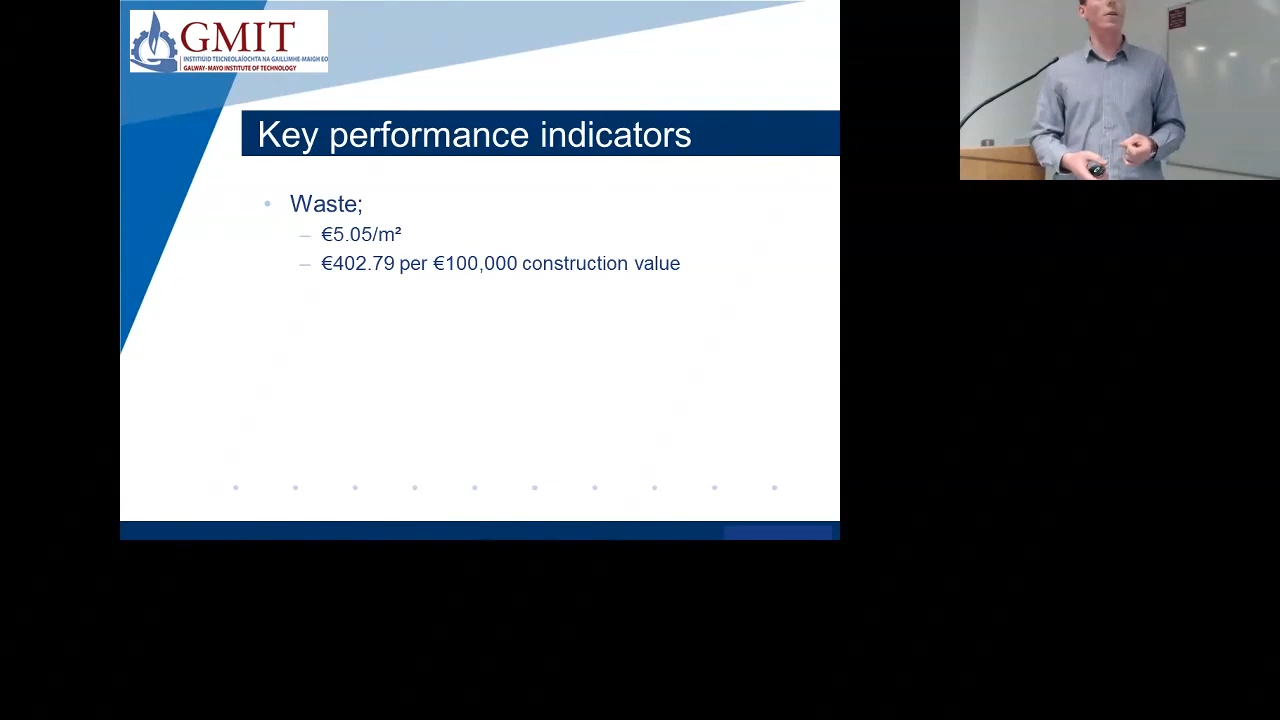 GMIT
INSTITIÚID TEICNEOLAÍOCHTA NA GAILLIMHE-MAIGH EO
GALWAY-MAYO INSTITUTE OF TECHNOLOGY
Key performance indicators
• Waste;
– €5.05/m²
– €402.79 per €100,000 construction value